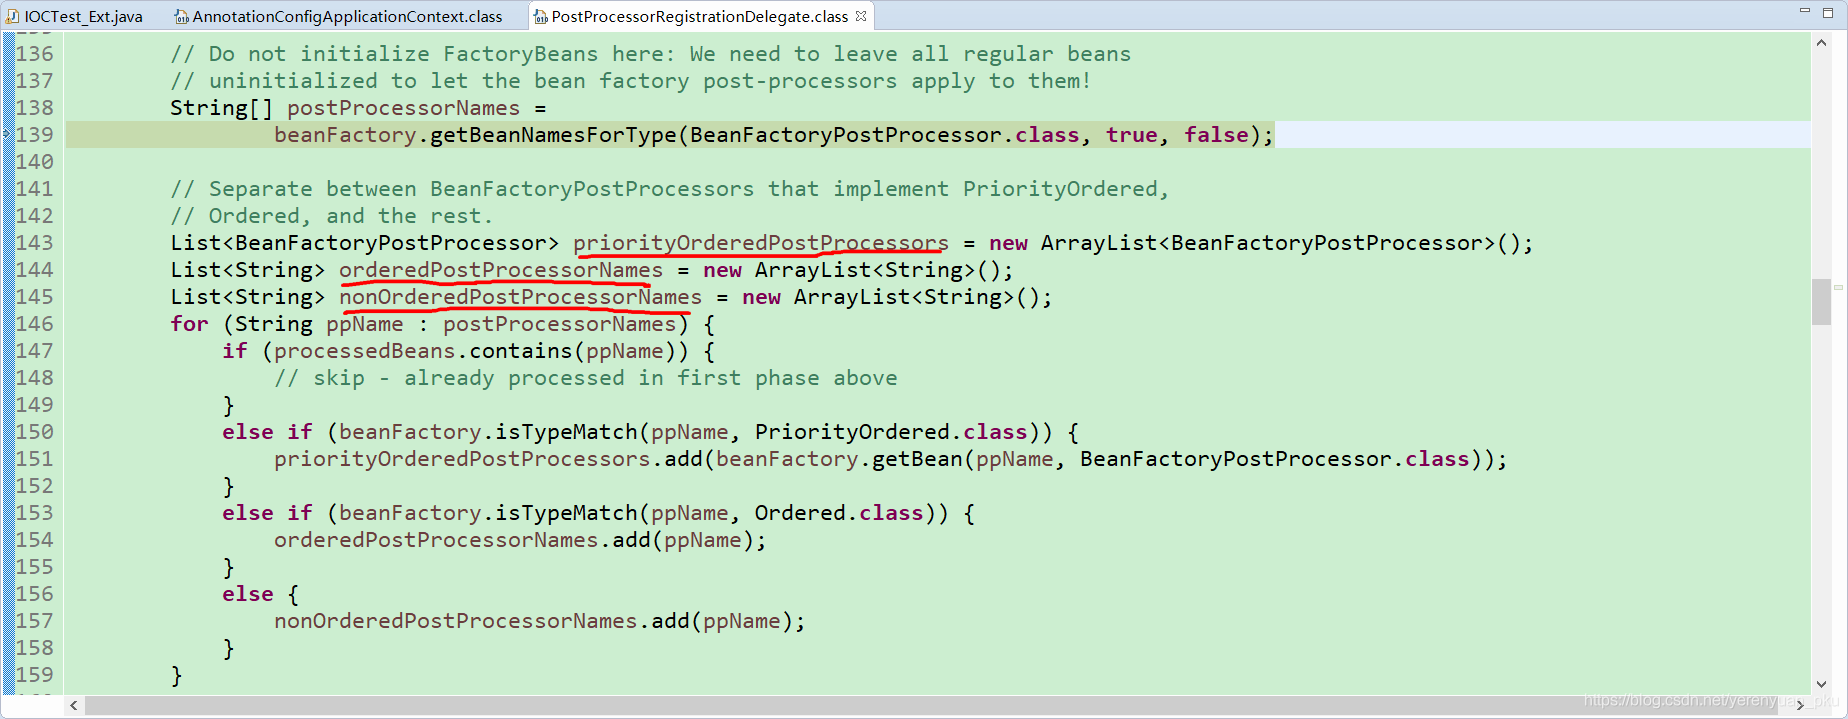 IOCTest_Ext.java AnnotationConfigApplicationContext.class PostProcessorRegistrationDelegate.class
136 // Do not initialize FactoryBeans here: We need to leave all regular beans
137 // uninitialized to let the bean factory post-processors apply to them!
138 String[] postProcessorNames =
139 beanFactory.getBeanNamesForType(BeanFactoryPostProcessor.class, true, false);
140
141 // Separate between BeanFactoryPostProcessors that implement PriorityOrdered,
142 // Ordered, and the rest.
143 List<BeanFactoryPostProcessor> priorityOrderedPostProcessors = new ArrayList<BeanFactoryPostProcessor>();
144 List<String> orderedPostProcessorNames = new ArrayList<String>();
145 List<String> nonOrderedPostProcessorNames = new ArrayList<String>();
146 for (String ppName : postProcessorNames) {
147 if (processedBeans.contains(ppName)) {
148 // skip - already processed in first phase above
149 }
150 else if (beanFactory.isTypeMatch(ppName, PriorityOrdered.class)) {
151 priorityOrderedPostProcessors.add(beanFactory.getBean(ppName, BeanFactoryPostProcessor.class));
152 }
153 else if (beanFactory.isTypeMatch(ppName, Ordered.class)) {
154 orderedPostProcessorNames.add(ppName);
155 }
156 else {
157 nonOrderedPostProcessorNames.add(ppName);
158 }
159 }
https://blog.csdn.net/yerenyuan_pku